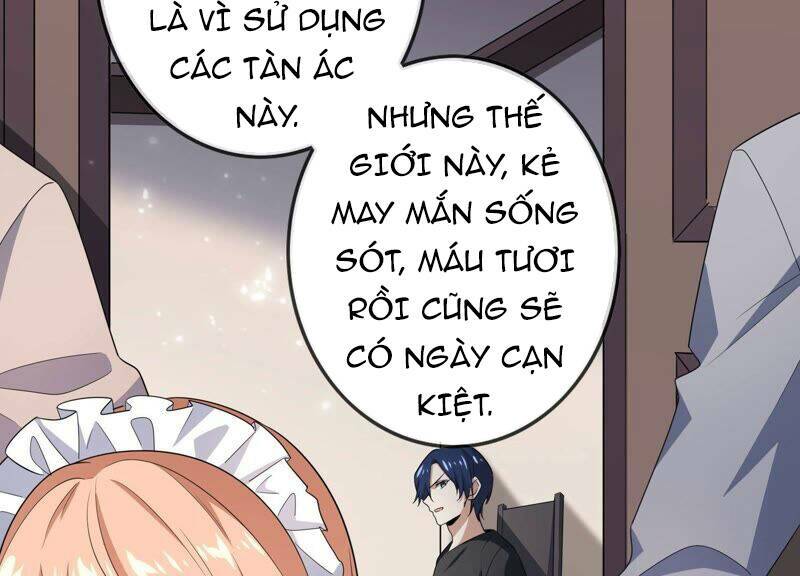 LÀ VÌ SỬ DỤNG
CÁC TÀN ÁC
NÀY.
NHƯNG THẾ
GIỚI NÀY, KẺ
MAY MẮN SỐNG
SÓT, MÁU TƯƠI
RỒI CŨNG SẼ
CÓ NGÀY CẠN
KIỆT.